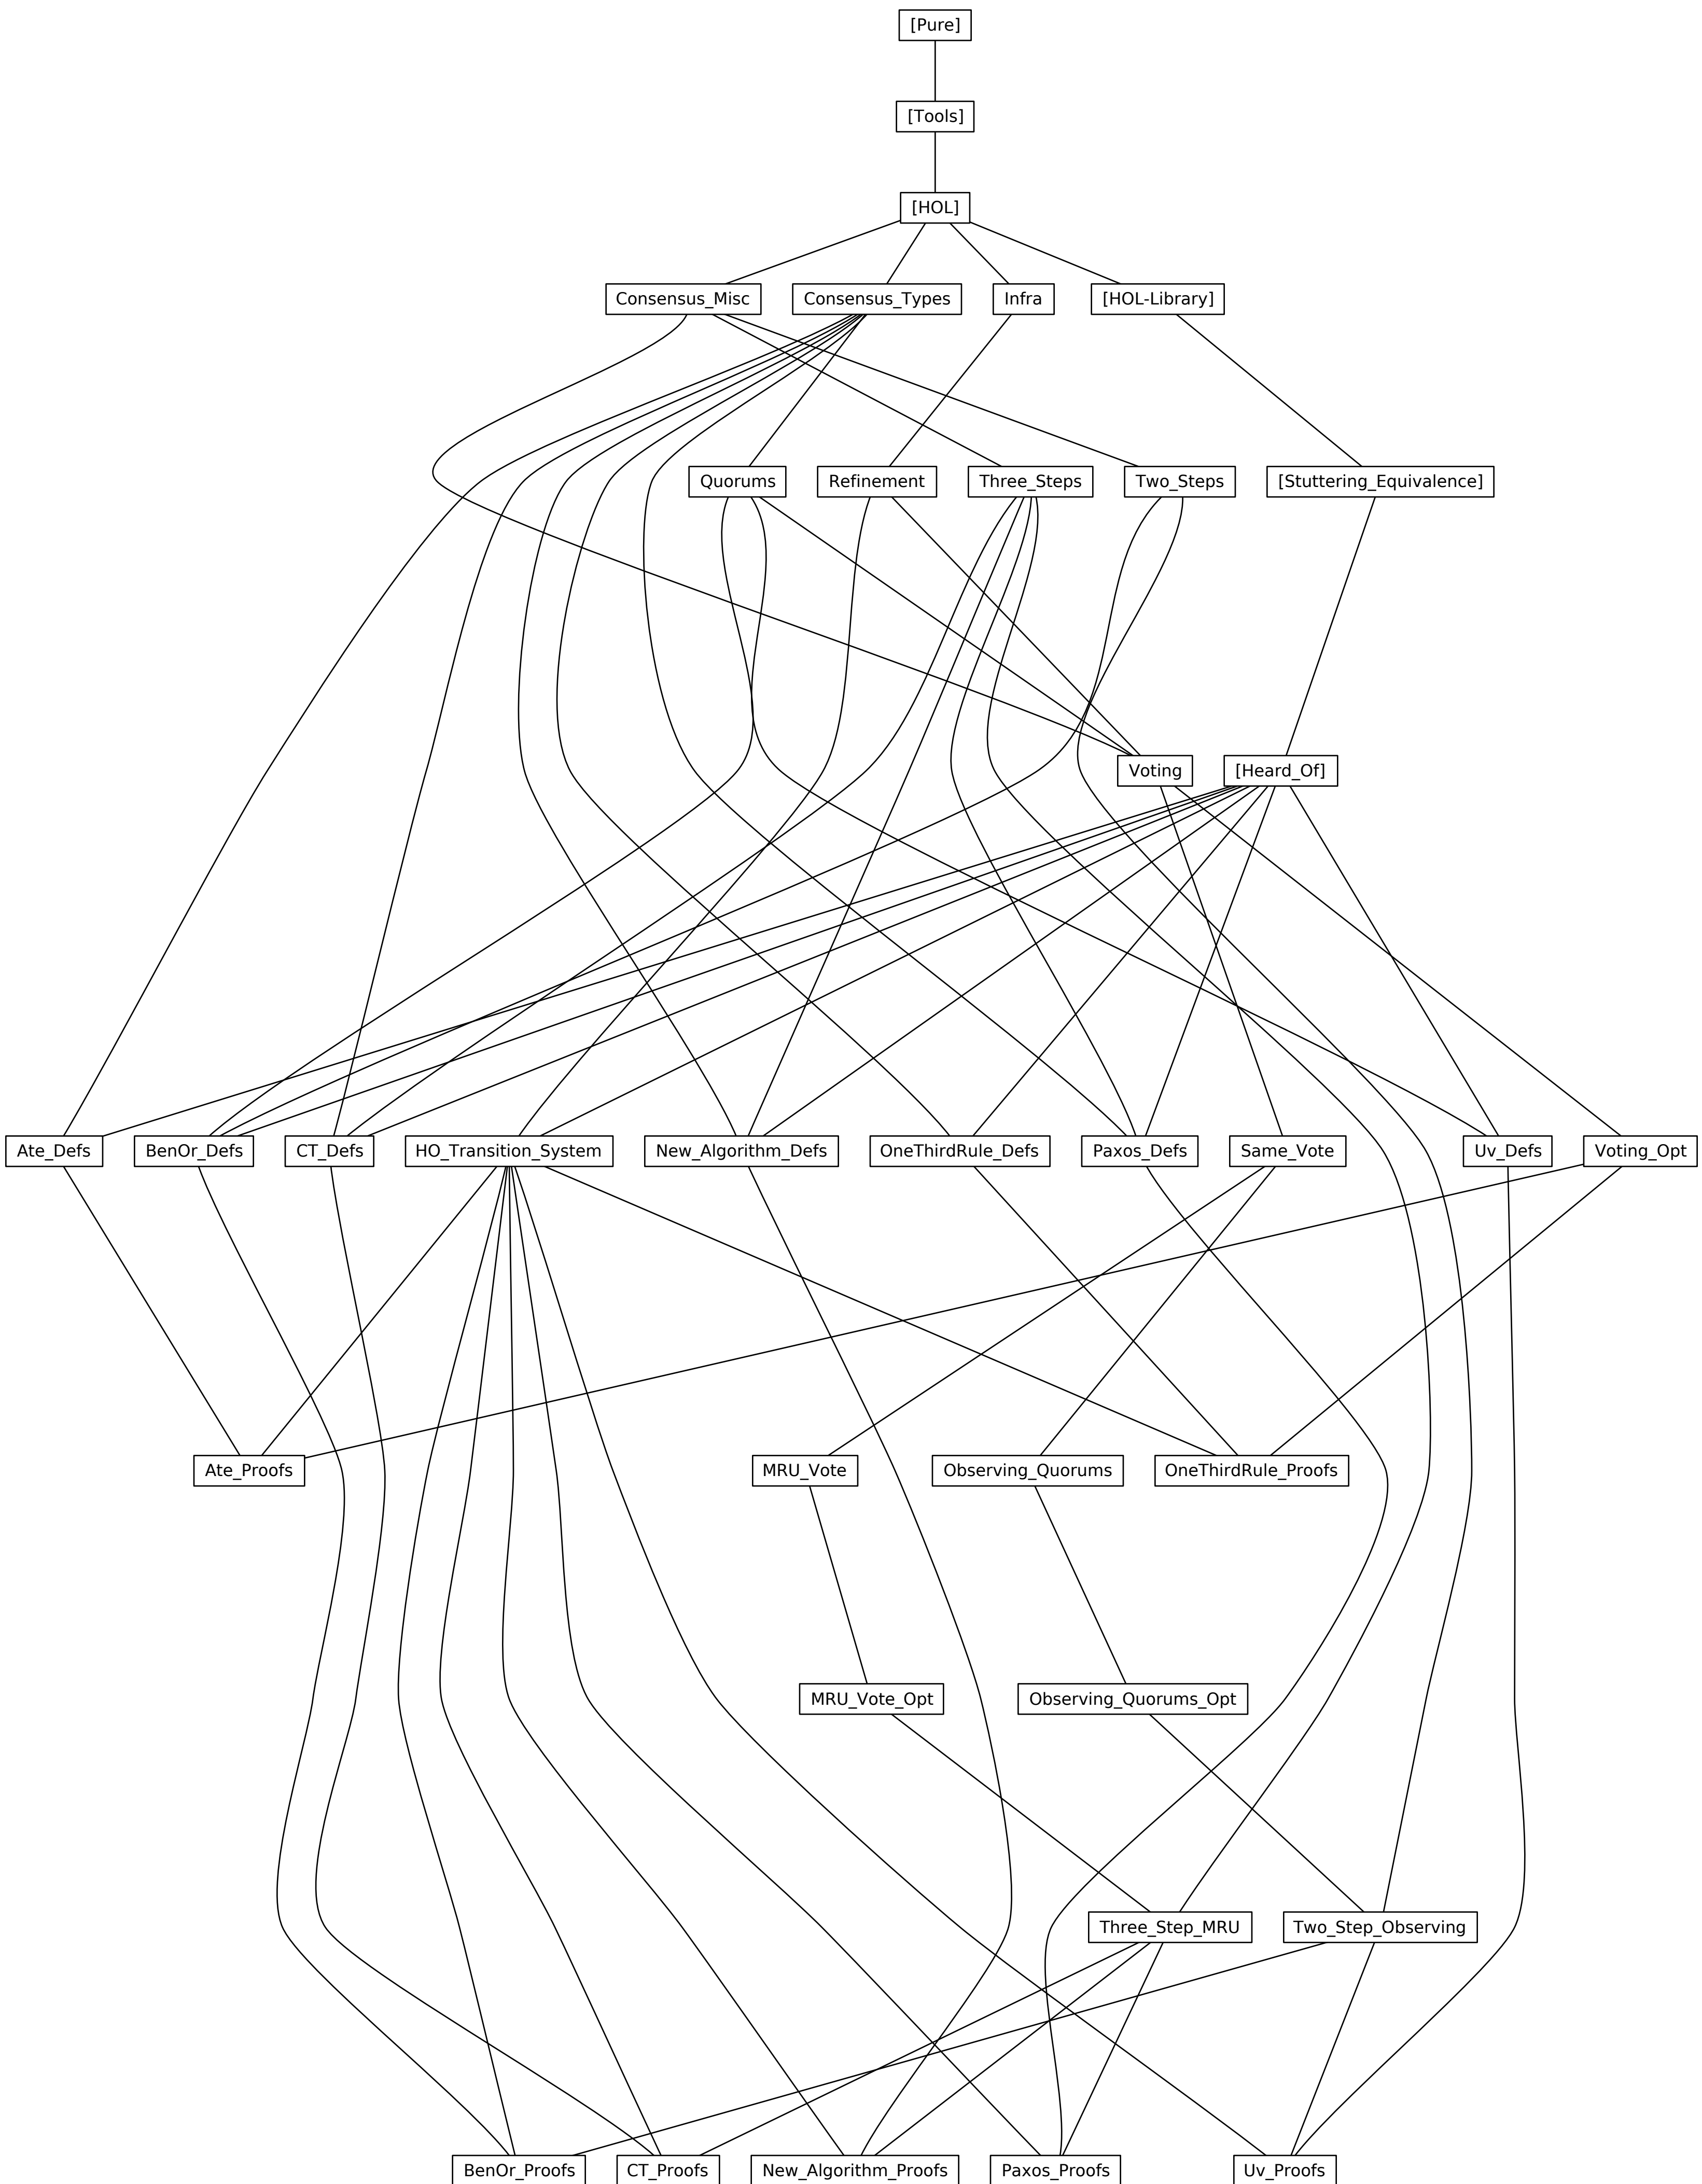 [Pure]
[Tools]
[HOL]
Consensus_Misc
Consensus_Types
Infra
[HOL-Library]
Quorums
Refinement
Three_Steps
Two_Steps
[Stuttering_Equivalence]
Voting
[Heard_Of]
Ate_Defs
BenOr_Defs
CT_Defs
HO_Transition_System
New_Algorithm_Defs
OneThirdRule_Defs
Paxos_Defs
Same_Vote
Uv_Defs
Voting_Opt
Ate_Proofs
MRU_Vote
Observing_Quorums
OneThirdRule_Proofs
MRU_Vote_Opt
Observing_Quorums_Opt
Three_Step_MRU
Two_Step_Observing
BenOr_Proofs
CT_Proofs
New_Algorithm_Proofs
Paxos_Proofs
Uv_Proofs